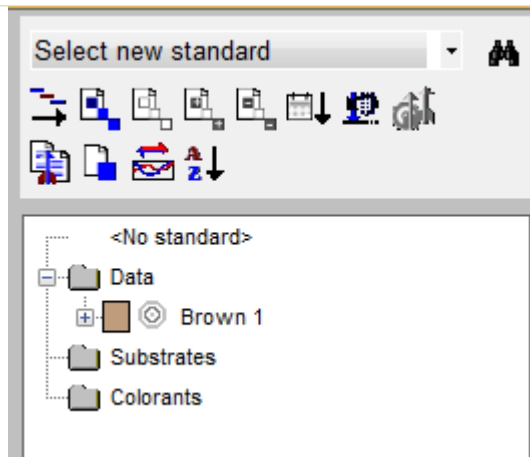 Select new standard
<No standard>
Data
Brown 1
Substrates
Colorants